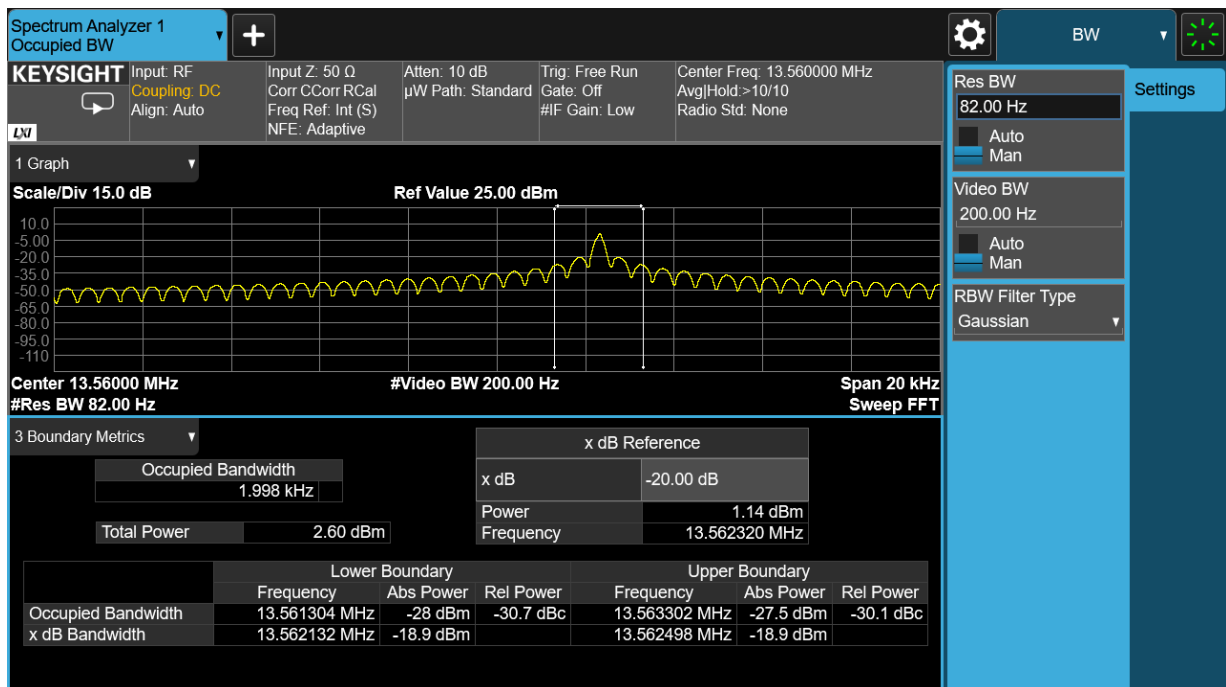 Spectrum Analyzer 1
Occupied BW
+
BW
KEYSIGHT
LXI
Input: RF
Coupling: DC
Align: Auto
Input Z: 50 Ω
Corr CCorr RCal
Freq Ref: Int (S)
NFE: Adaptive
Atten: 10 dB
µW Path: Standard
Trig: Free Run
Gate: Off
#IF Gain: Low
Center Freq: 13.560000 MHz
Avg|Hold:>10/10
Radio Std: None
Res BW
82.00 Hz
Auto
Man
Video BW
200.00 Hz
Auto
Man
RBW Filter Type
Gaussian
Settings
1 Graph
Scale/Div 15.0 dB
Ref Value 25.00 dBm
10.0
-5.00
-20.0
-35.0
-50.0
-65.0
-80.0
-95.0
-110
Center 13.56000 MHz
#Video BW 200.00 Hz
Span 20 kHz
#Res BW 82.00 Hz
Sweep FFT
3 Boundary Metrics
Occupied Bandwidth
1.998 kHz
Total Power 2.60 dBm
x dB Reference
x dB -20.00 dB
Power 1.14 dBm
Frequency 13.562320 MHz
Lower Boundary Upper Boundary
Frequency Abs Power Rel Power Frequency Abs Power Rel Power
Occupied Bandwidth 13.561304 MHz -28 dBm -30.7 dBc 13.563302 MHz -27.5 dBm -30.1 dBc
x dB Bandwidth 13.562132 MHz -18.9 dBm 13.562498 MHz -18.9 dBm